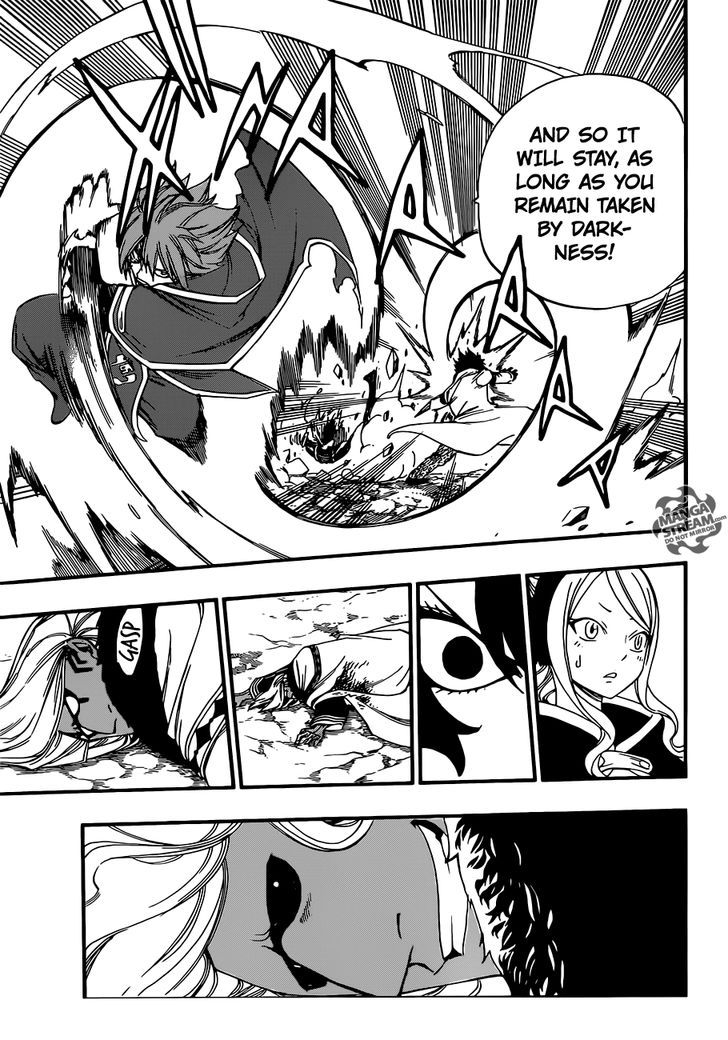 AND SO IT
WILL STAY, AS
LONG AS YOU
REMAIN TAKEN
BY DARK-
NESS!
MANGA
STREAM.com
DO NOT MIRROR
GASP